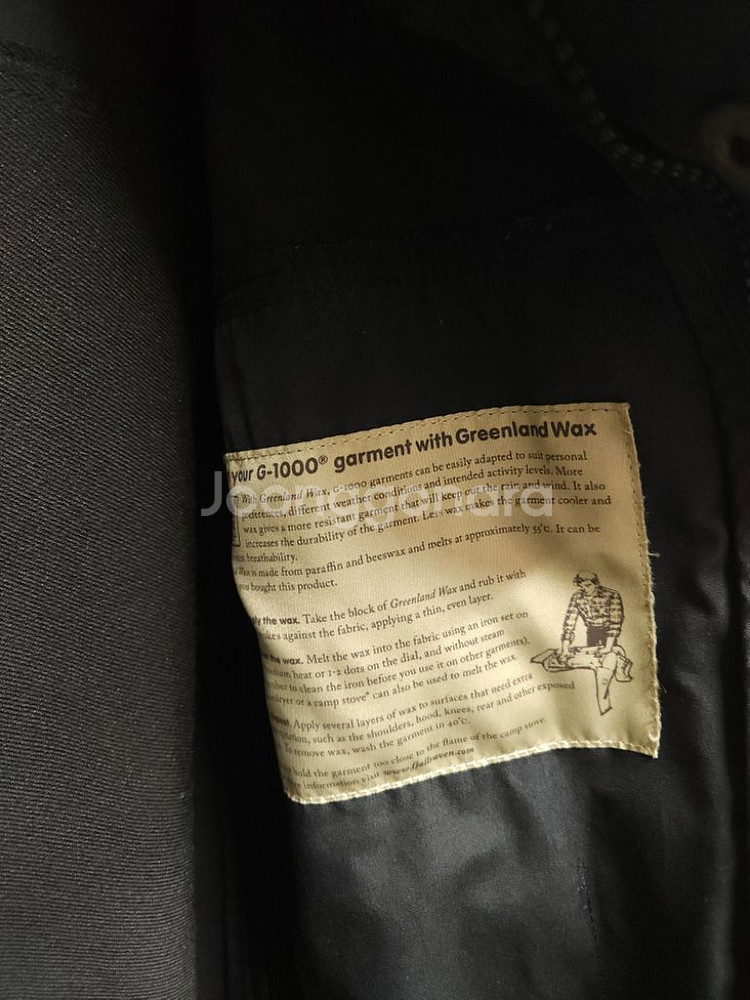 your G-1000® garment with Greenland Wax
With Greenland Wax, G-1000 garments can be easily adapted to suit personal
preferences, different weather conditions and intended activity levels. More
wax gives a more resistant garment that will keep out the rain and wind. It also
increases the durability of the garment. Less wax makes the garment cooler and
breathability.
Wax is made from paraffin and beeswax and melts at approximately 55°C. It can be
you bought this product.
the wax. Take the block of Greenland Wax and rub it with
against the fabric, applying a thin, even layer.
the wax. Melt the wax into the fabric using an iron set on
heat or 1-2 dots on the dial, and without steam
to clean the iron before you use it on other garments).
or a camp stove* can also be used to melt the wax.
Apply several layers of wax to surfaces that need extra
such as the shoulders, hood, knees, rear and other exposed
To remove wax, wash the garment in 40°C.
hold the garment too close to the flame of the camp stove.
information visit www.fjallraven.com
Joonggonara